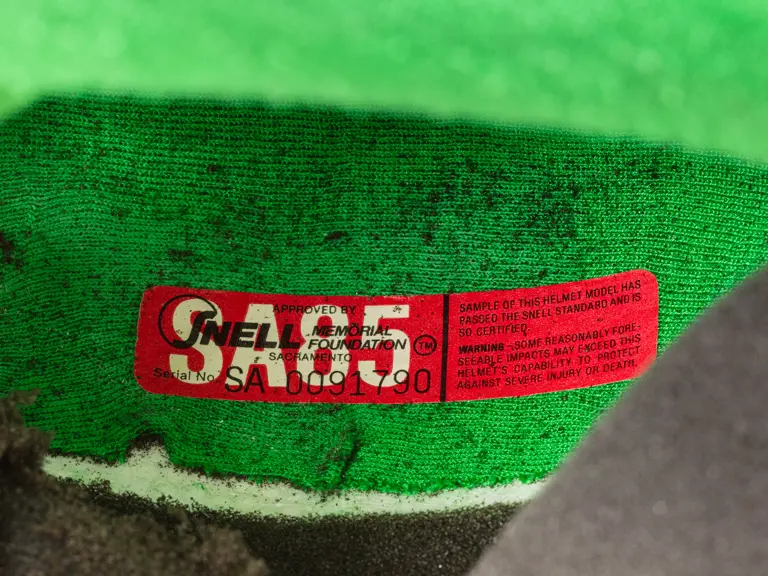 SA85
APPROVED BY
SNELL MEMORIAL
FOUNDATION TM
SACRAMENTO
Serial No. SA 0091790
SAMPLE OF THIS HELMET MODEL HAS
PASSED THE SNELL STANDARD AND IS
SO CERTIFIED.
WARNING - SOME REASONABLY FORE-
SEEABLE IMPACTS MAY EXCEED THIS
HELMET'S CAPABILITY TO PROTECT
AGAINST SEVERE INJURY OR DEATH.